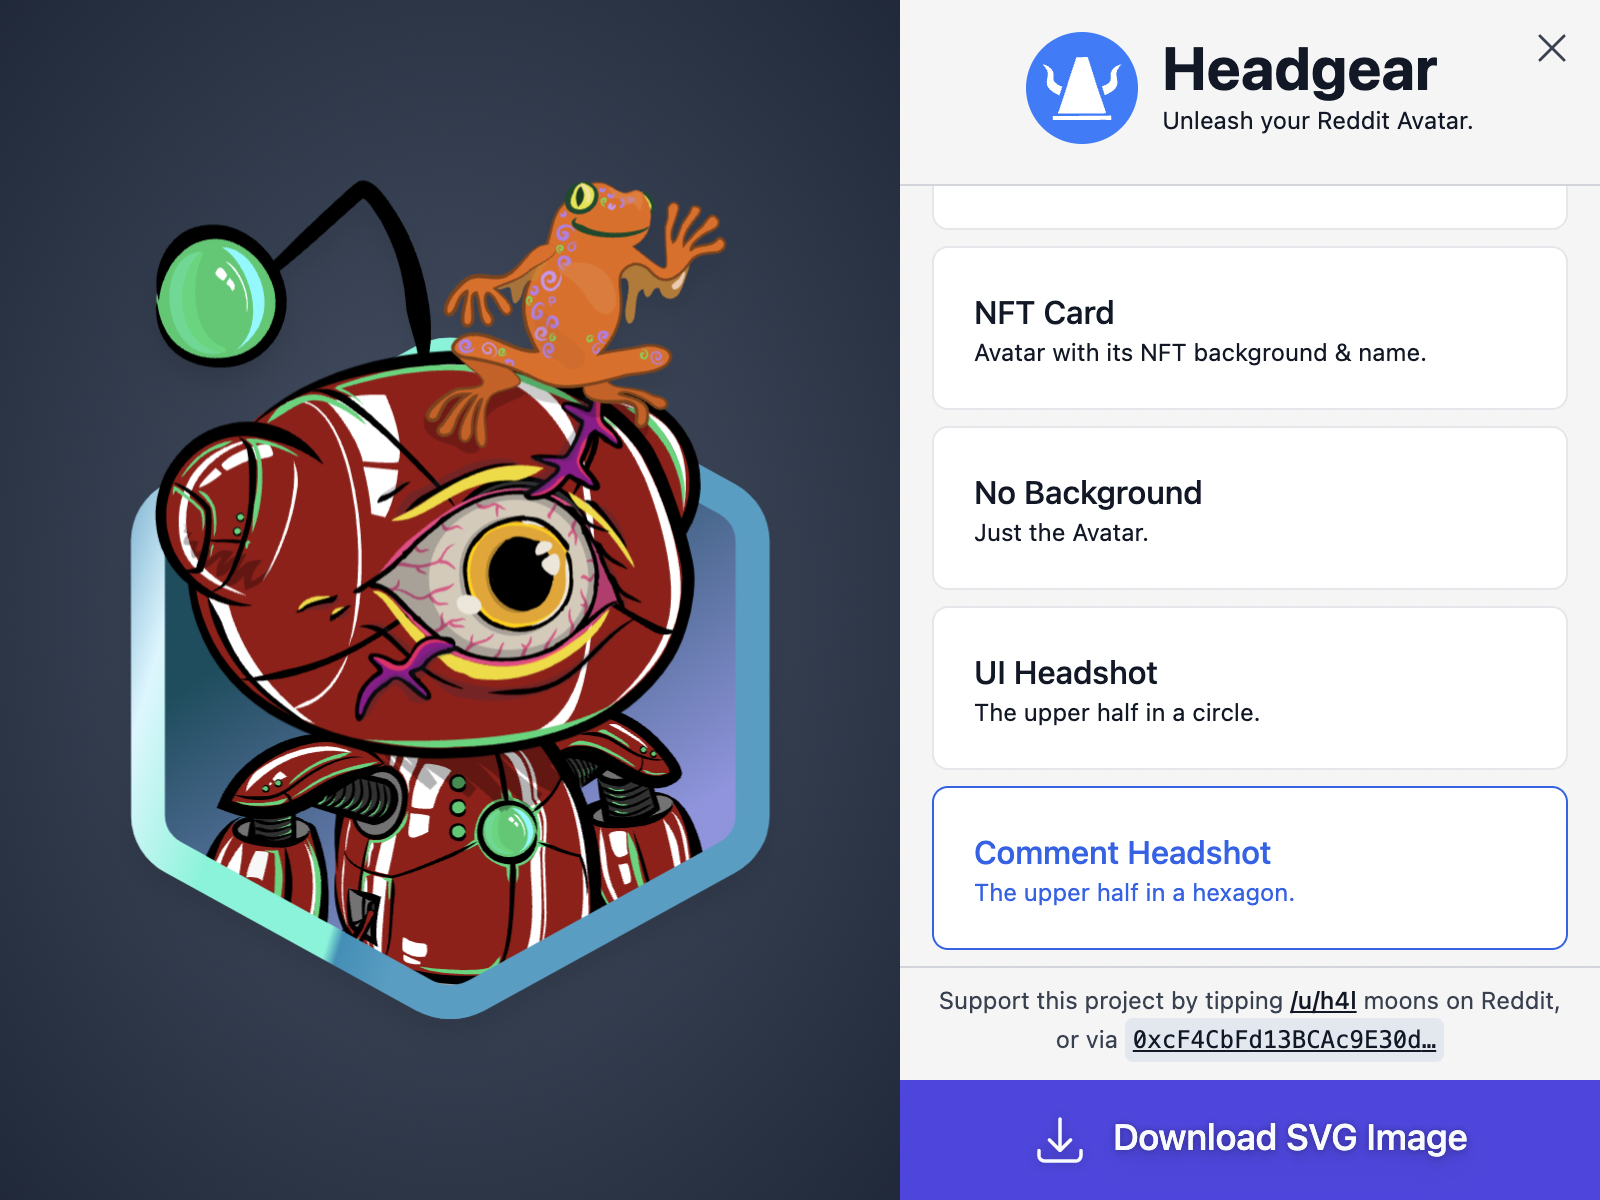 Headgear
Unleash your Reddit Avatar.
NFT Card
Avatar with its NFT background & name.
No Background
Just the Avatar.
UI Headshot
The upper half in a circle.
Comment Headshot
The upper half in a hexagon.
Support this project by tipping /u/h4l moons on Reddit,
or via 0xcF4CbFd13BCAc9E30d…
Download SVG Image